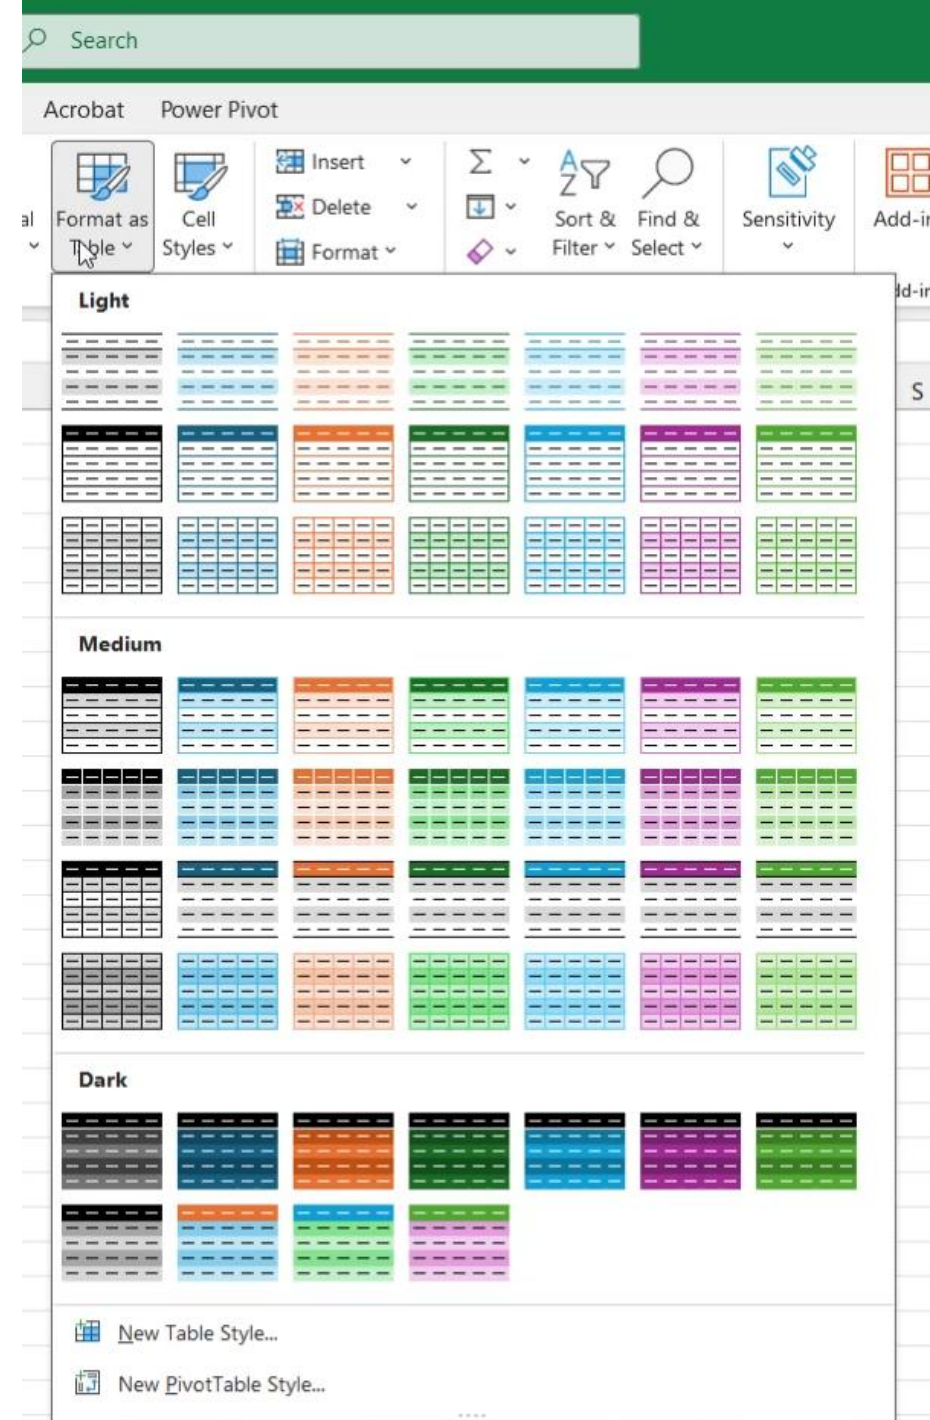 Search
Acrobat Power Pivot
Insert
Delete
Format
Format as
Table
Cell
Styles
Sort &
Filter
Find &
Select
Sensitivity
Light
S
Medium
Dark
New Table Style...
New PivotTable Style...